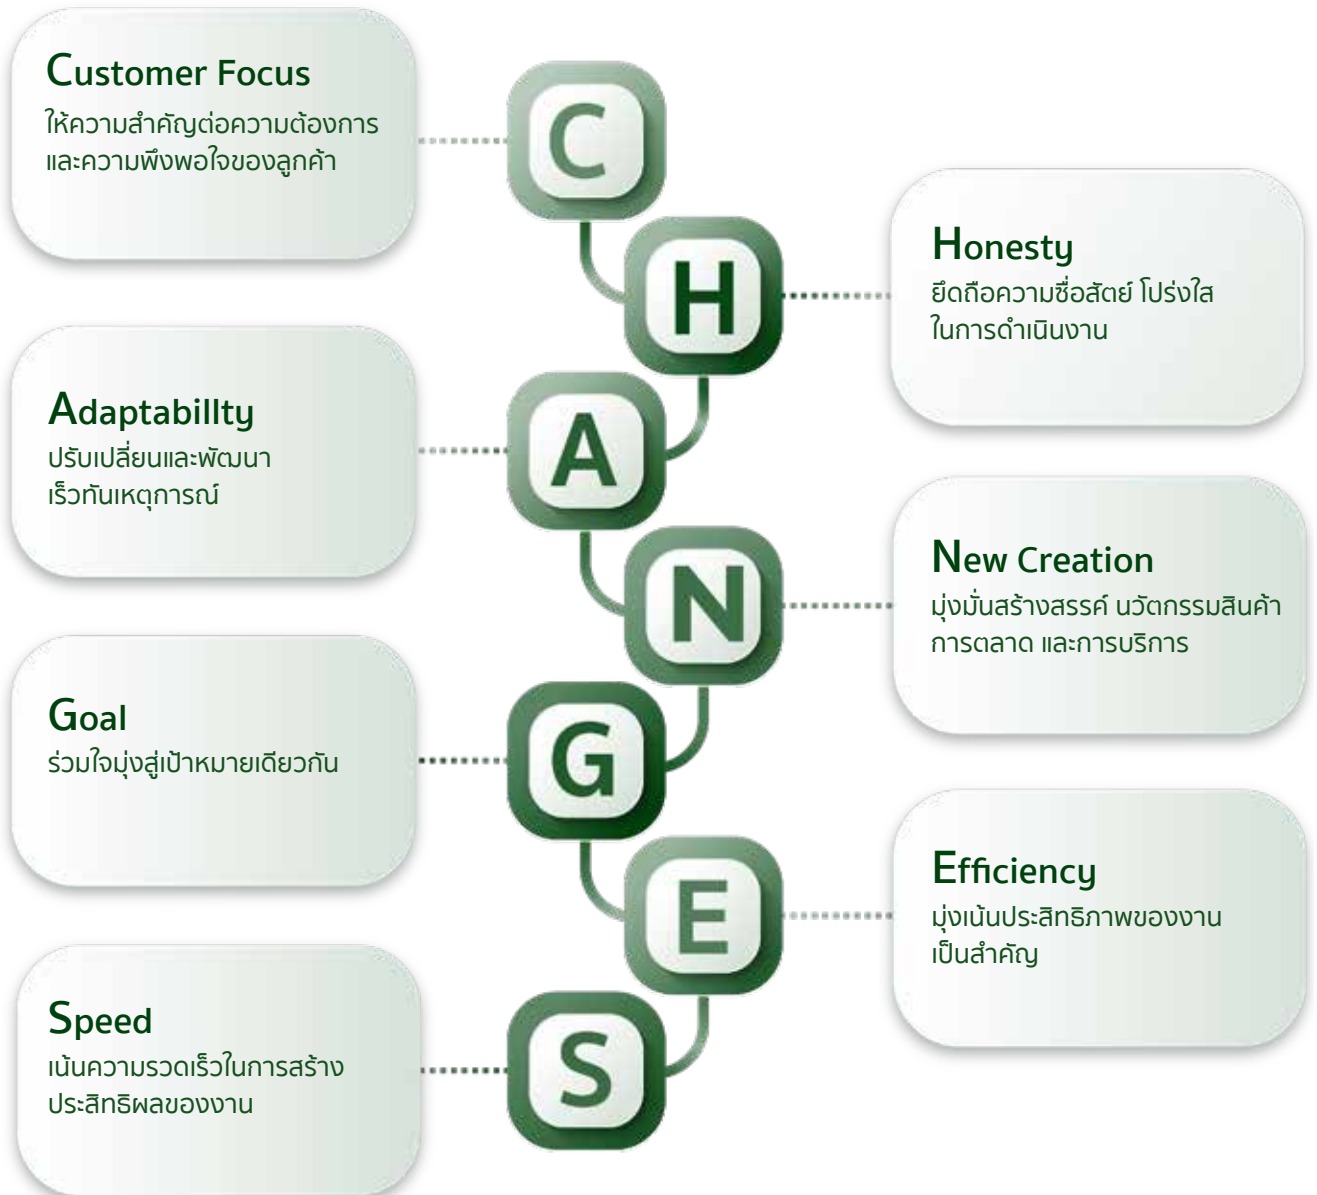 Customer Focus
ให้ความสำคัญต่อความต้องการ
และความพึงพอใจของลูกค้า
C
H
Honesty
ยึดถือความซื่อสัตย์ โปร่งใส
ในการดำเนินงาน
Adaptabillty
ปรับเปลี่ยนและพัฒนา
เร็วทันเหตุการณ์
A
N
New Creation
มุ่งมั่นสร้างสรรค์ นวัตกรรมสินค้า
การตลาด และการบริการ
Goal
ร่วมใจมุ่งสู่เป้าหมายเดียวกัน
G
E
Efficiency
มุ่งเน้นประสิทธิภาพของงาน
เป็นสำคัญ
Speed
เน้นความรวดเร็วในการสร้าง
ประสิทธิผลของงาน
S